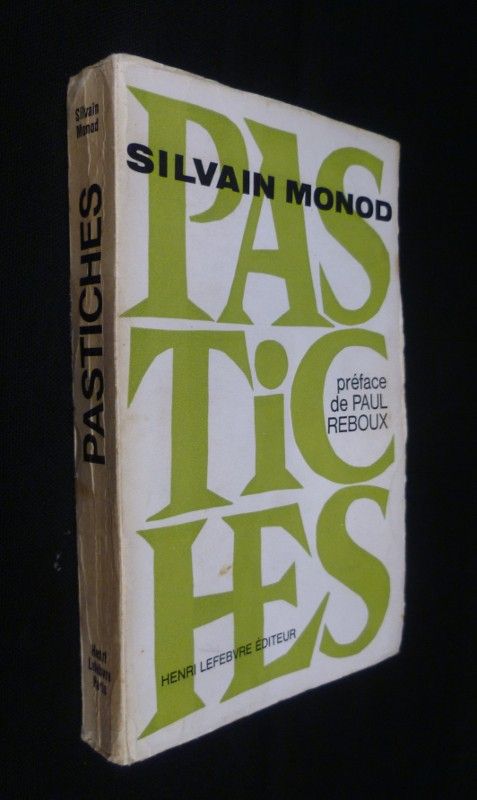 Silvain
Monod
PASTICHES
Henri
Lefebvre
Paris
PAS
SILVAIN MONOD
TiC
préface
de PAUL
REBOUX
HES
HENRI LEFEBVRE ÉDITEUR